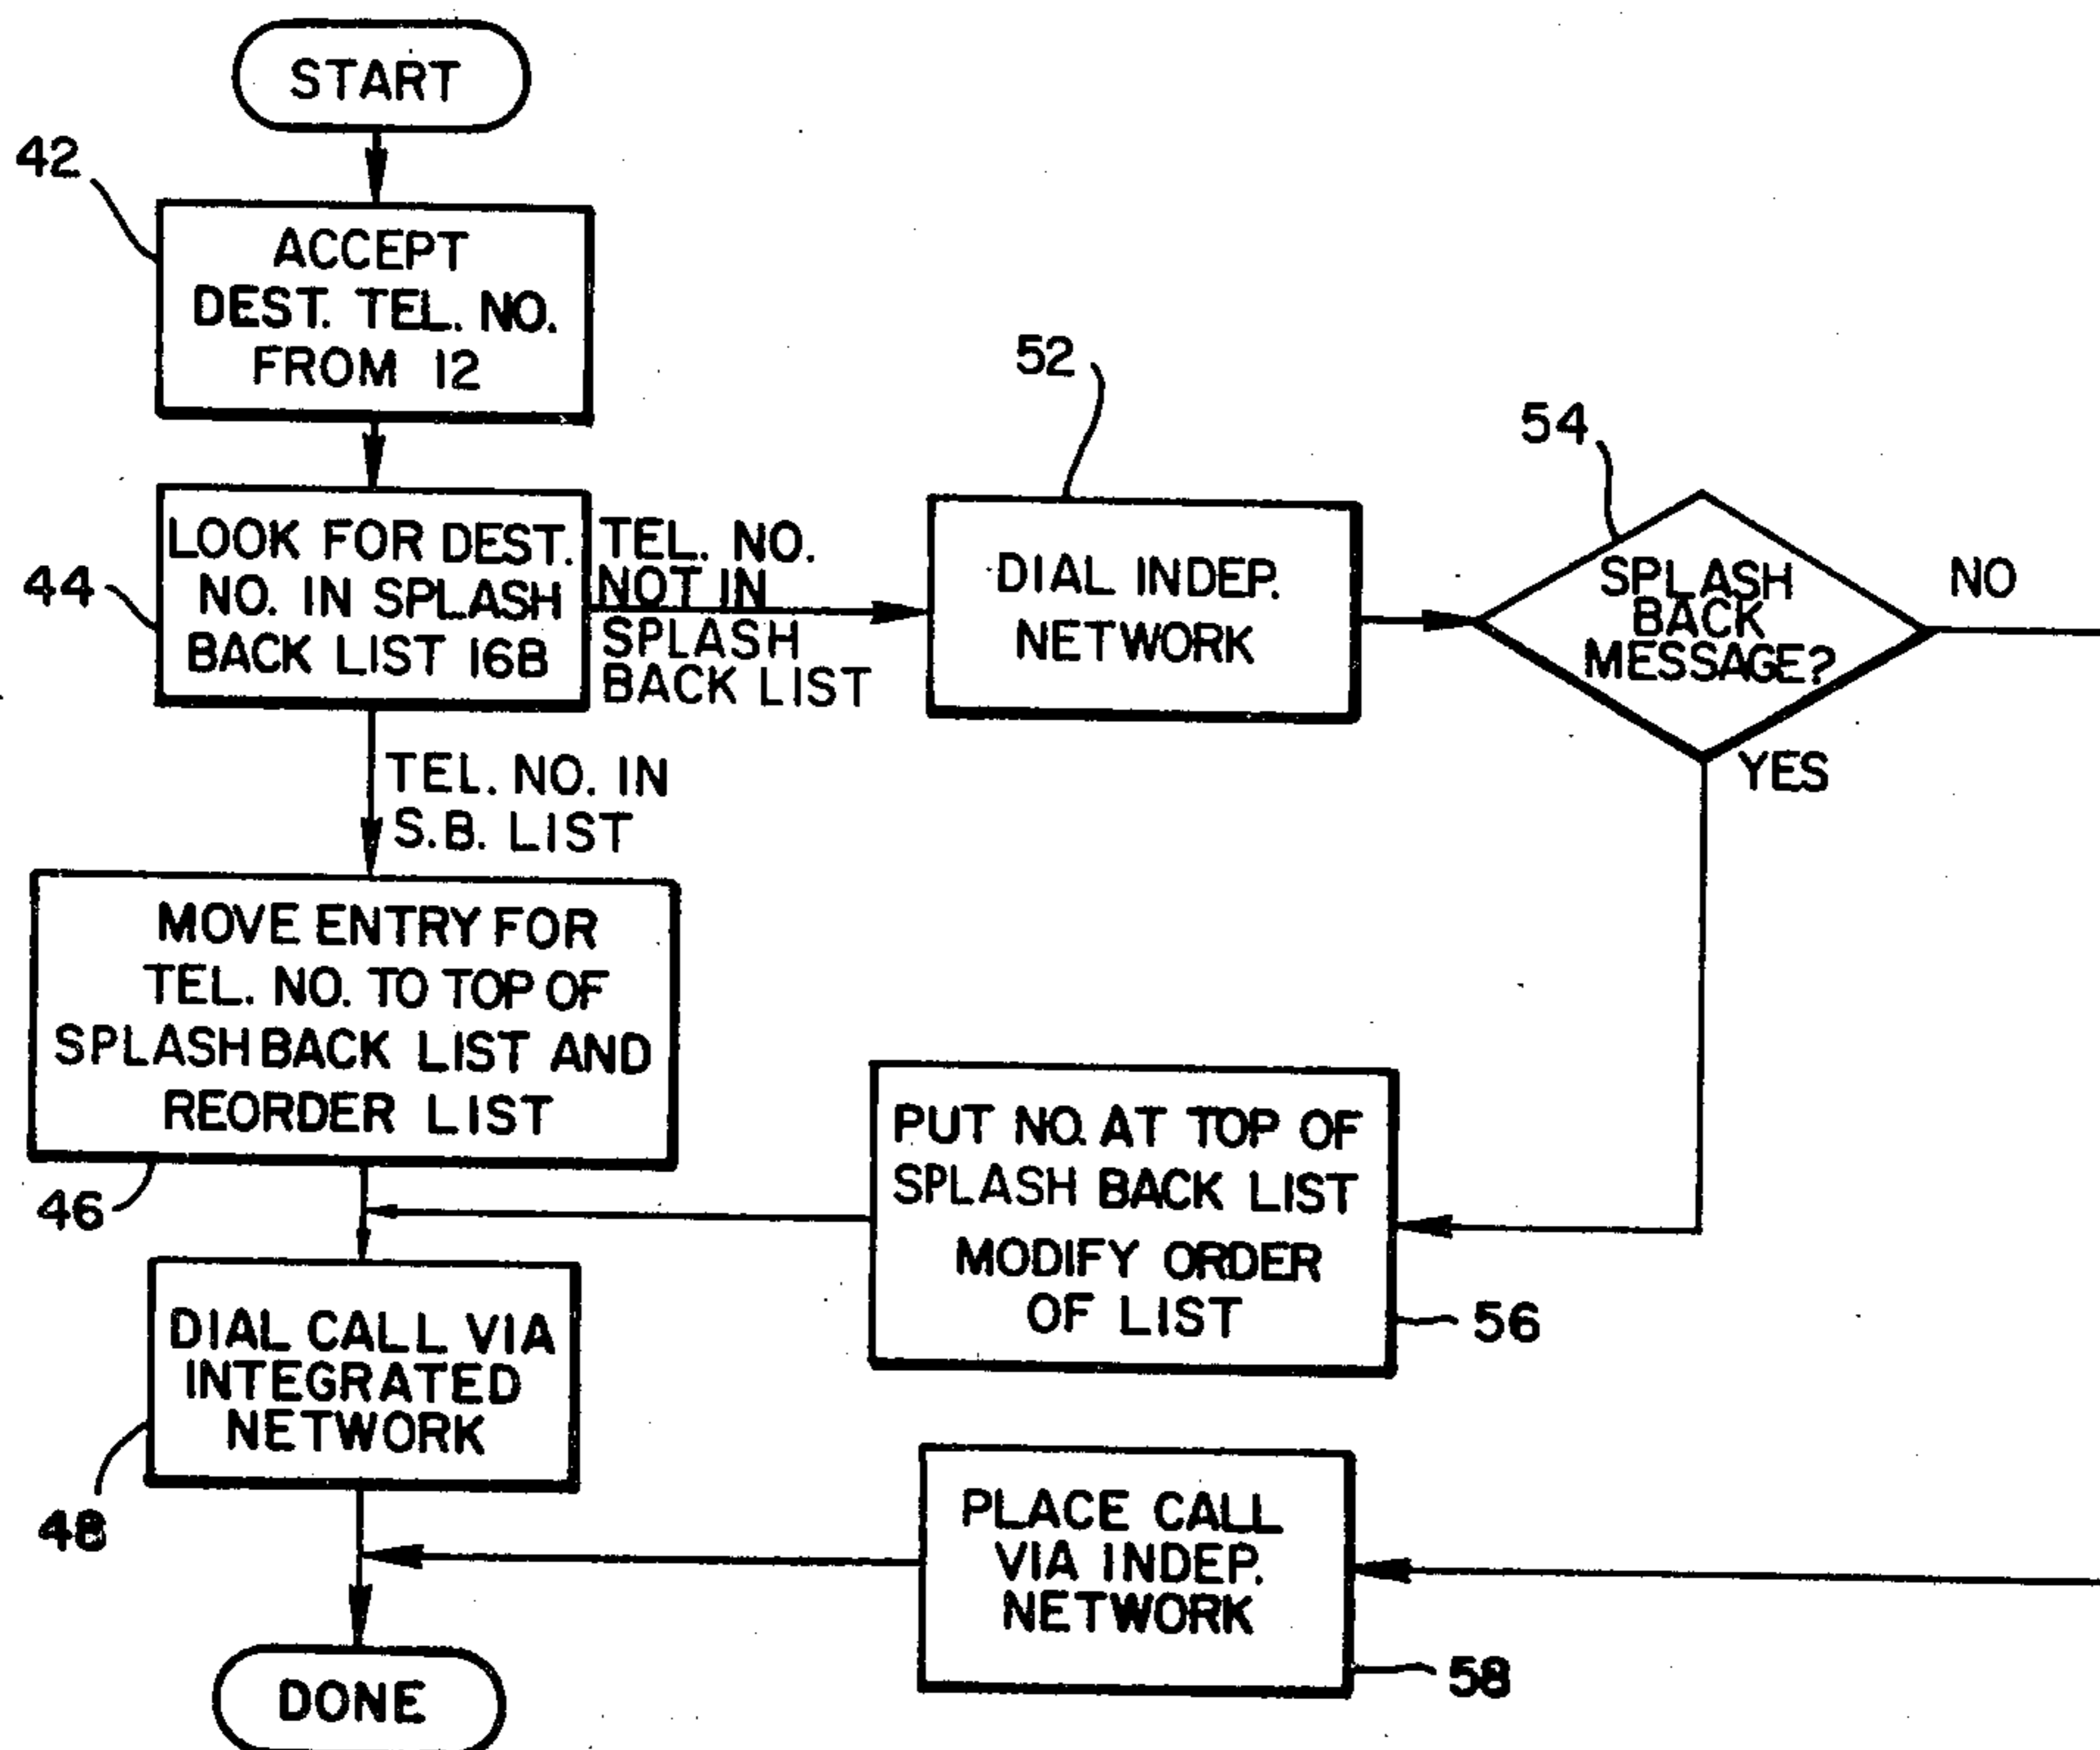 START
42
ACCEPT
DEST. TEL. NO.
FROM 12
44
LOOK FOR DEST.
NO. IN SPLASH
BACK LIST 16B
TEL. NO.
NOT IN
SPLASH
BACK LIST
52
DIAL INDEP.
NETWORK
54
SPLASH
BACK
MESSAGE?
NO
YES
TEL. NO. IN
S.B. LIST
MOVE ENTRY FOR
TEL. NO. TO TOP OF
SPLASHBACK LIST AND
REORDER LIST
46
PUT NO. AT TOP OF
SPLASH BACK LIST
MODIFY ORDER
OF LIST
56
DIAL CALL VIA
INTEGRATED
NETWORK
48
PLACE CALL
VIA INDEP.
NETWORK
58
DONE